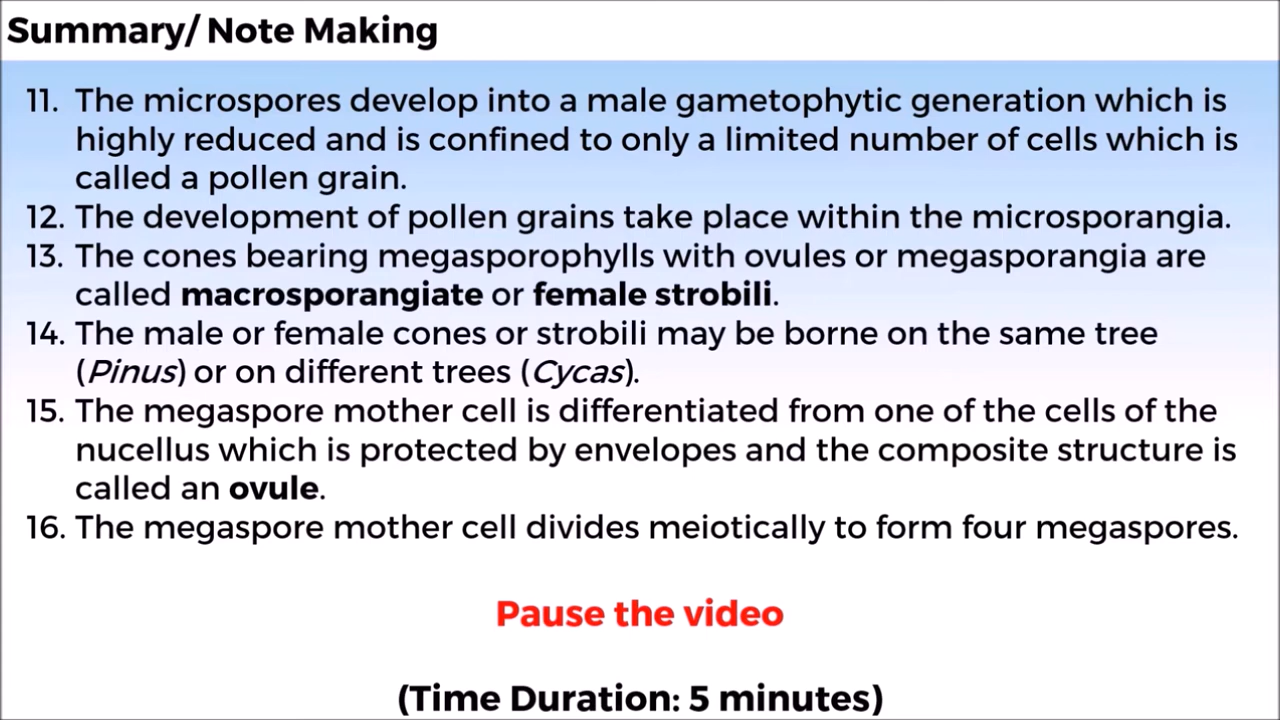 Summary/ Note Making
11. The microspores develop into a male gametophytic generation which is
highly reduced and is confined to only a limited number of cells which is
called a pollen grain.
12. The development of pollen grains take place within the microsporangia.
13. The cones bearing megasporophylls with ovules or megasporangia are
called macrosporangiate or female strobili.
14. The male or female cones or strobili may be borne on the same tree
(Pinus) or on different trees (Cycas).
15. The megaspore mother cell is differentiated from one of the cells of the
nucellus which is protected by envelopes and the composite structure is
called an ovule.
16. The megaspore mother cell divides meiotically to form four megaspores.
Pause the video
(Time Duration: 5 minutes)